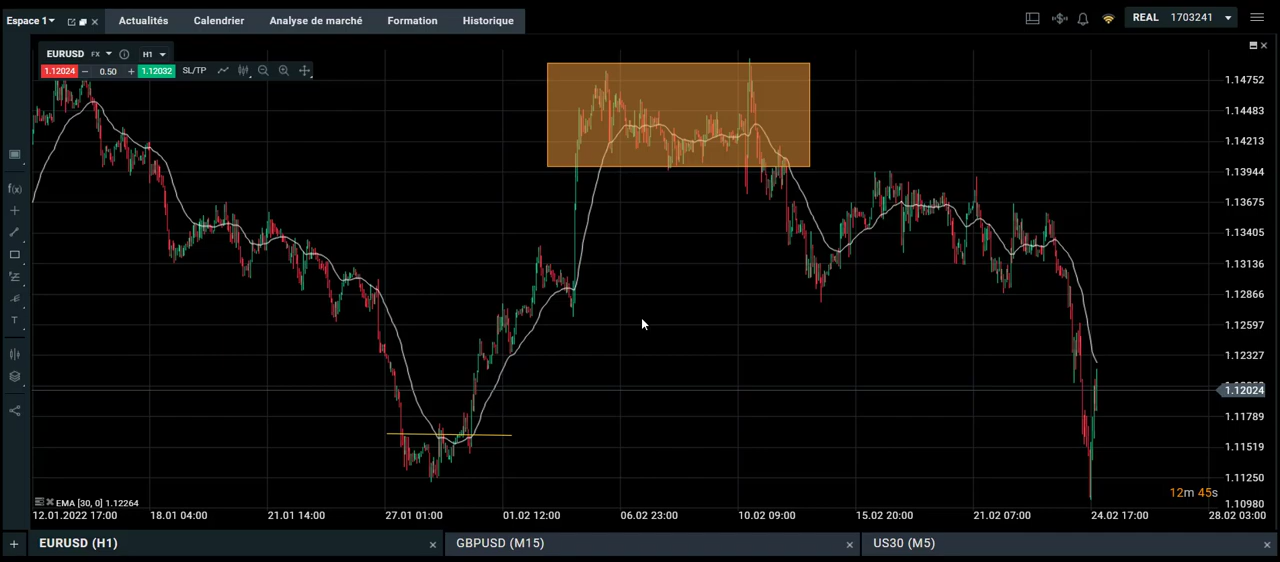 Espace 1 Actualités Calendrier Analyse de marché Formation Historique REAL 1703241
EURUSD FX H1
1.12024 − 0.50 + 1.12032 SL/TP
1.14752
1.14483
1.14213
1.13944
f(x)
1.13675
1.13405
1.13136
1.12866
T
1.12597
1.12327
1.12024
1.11789
1.11519
1.11250
12m 45s
EMA [30, 0] 1.12264
1.10980
12.01.2022 17:00 18.01 04:00 21.01 14:00 27.01 01:00 01.02 12:00 06.02 23:00 10.02 09:00 15.02 20:00 21.02 07:00 24.02 17:00 28.02 03:00
+ EURUSD (H1) × GBPUSD (M15) × US30 (M5) ×